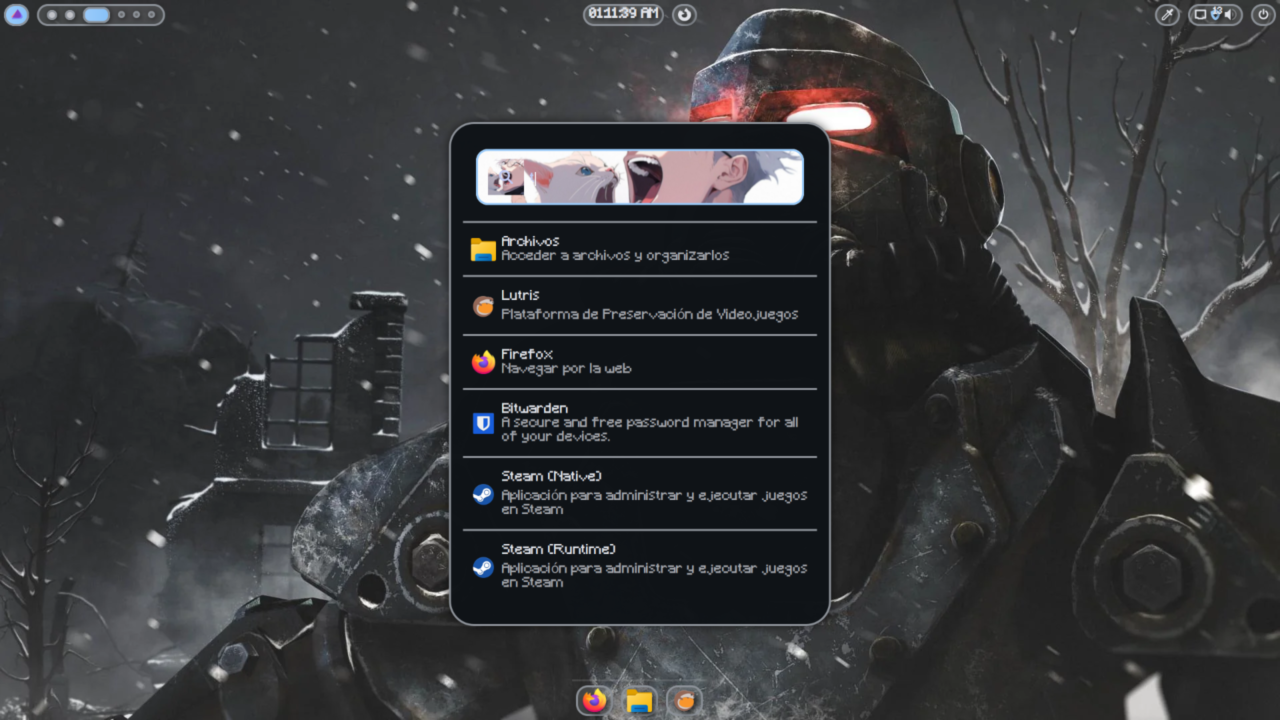 01:11:39 AM
13
Archivos
Acceder a archivos y organizarlos
Lutris
Plataforma de Preservación de Videojuegos
Firefox
Navegar por la web
Bitwarden
A secure and free password manager for all
of your devices.
Steam (Native)
Aplicación para administrar y ejecutar juegos
en Steam
Steam (Runtime)
Aplicación para administrar y ejecutar juegos
en Steam